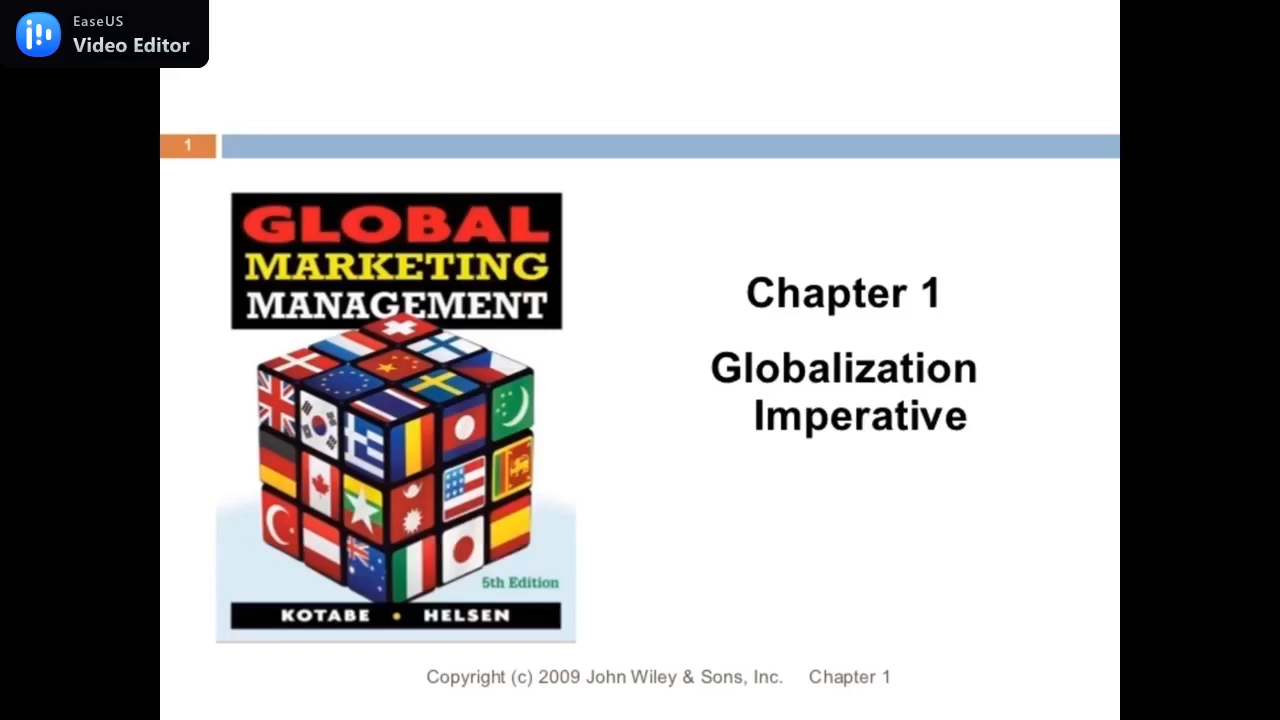 EaseUS
Video Editor
1
GLOBAL
MARKETING
MANAGEMENT
Chapter 1
Globalization
Imperative
5th Edition
KOTABE • HELSEN
Copyright (c) 2009 John Wiley & Sons, Inc. Chapter 1